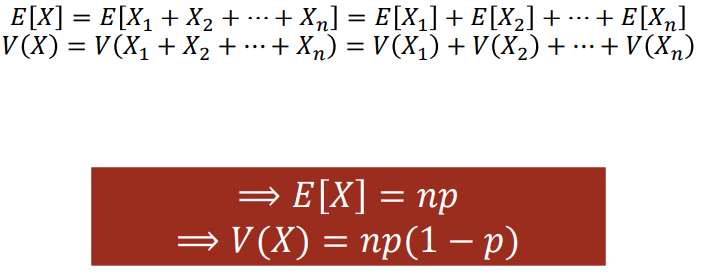 E[X] = E[X₁ + X₂ + ⋯ + Xₙ] = E[X₁] + E[X₂] + ⋯ + E[Xₙ]
V(X) = V(X₁ + X₂ + ⋯ + Xₙ) = V(X₁) + V(X₂) + ⋯ + V(Xₙ)
⟹ E[X] = np
⟹ V(X) = np(1 − p)